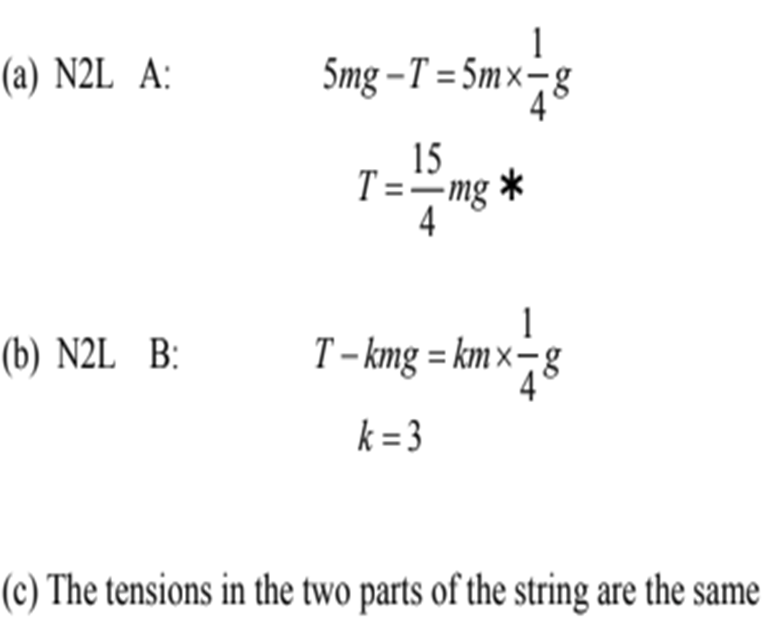 (a) N2L A: 5mg – T = 5m × 1/4 g
T = 15/4 mg *
(b) N2L B: T – kmg = km × 1/4 g
k = 3
(c) The tensions in the two parts of the string are the same